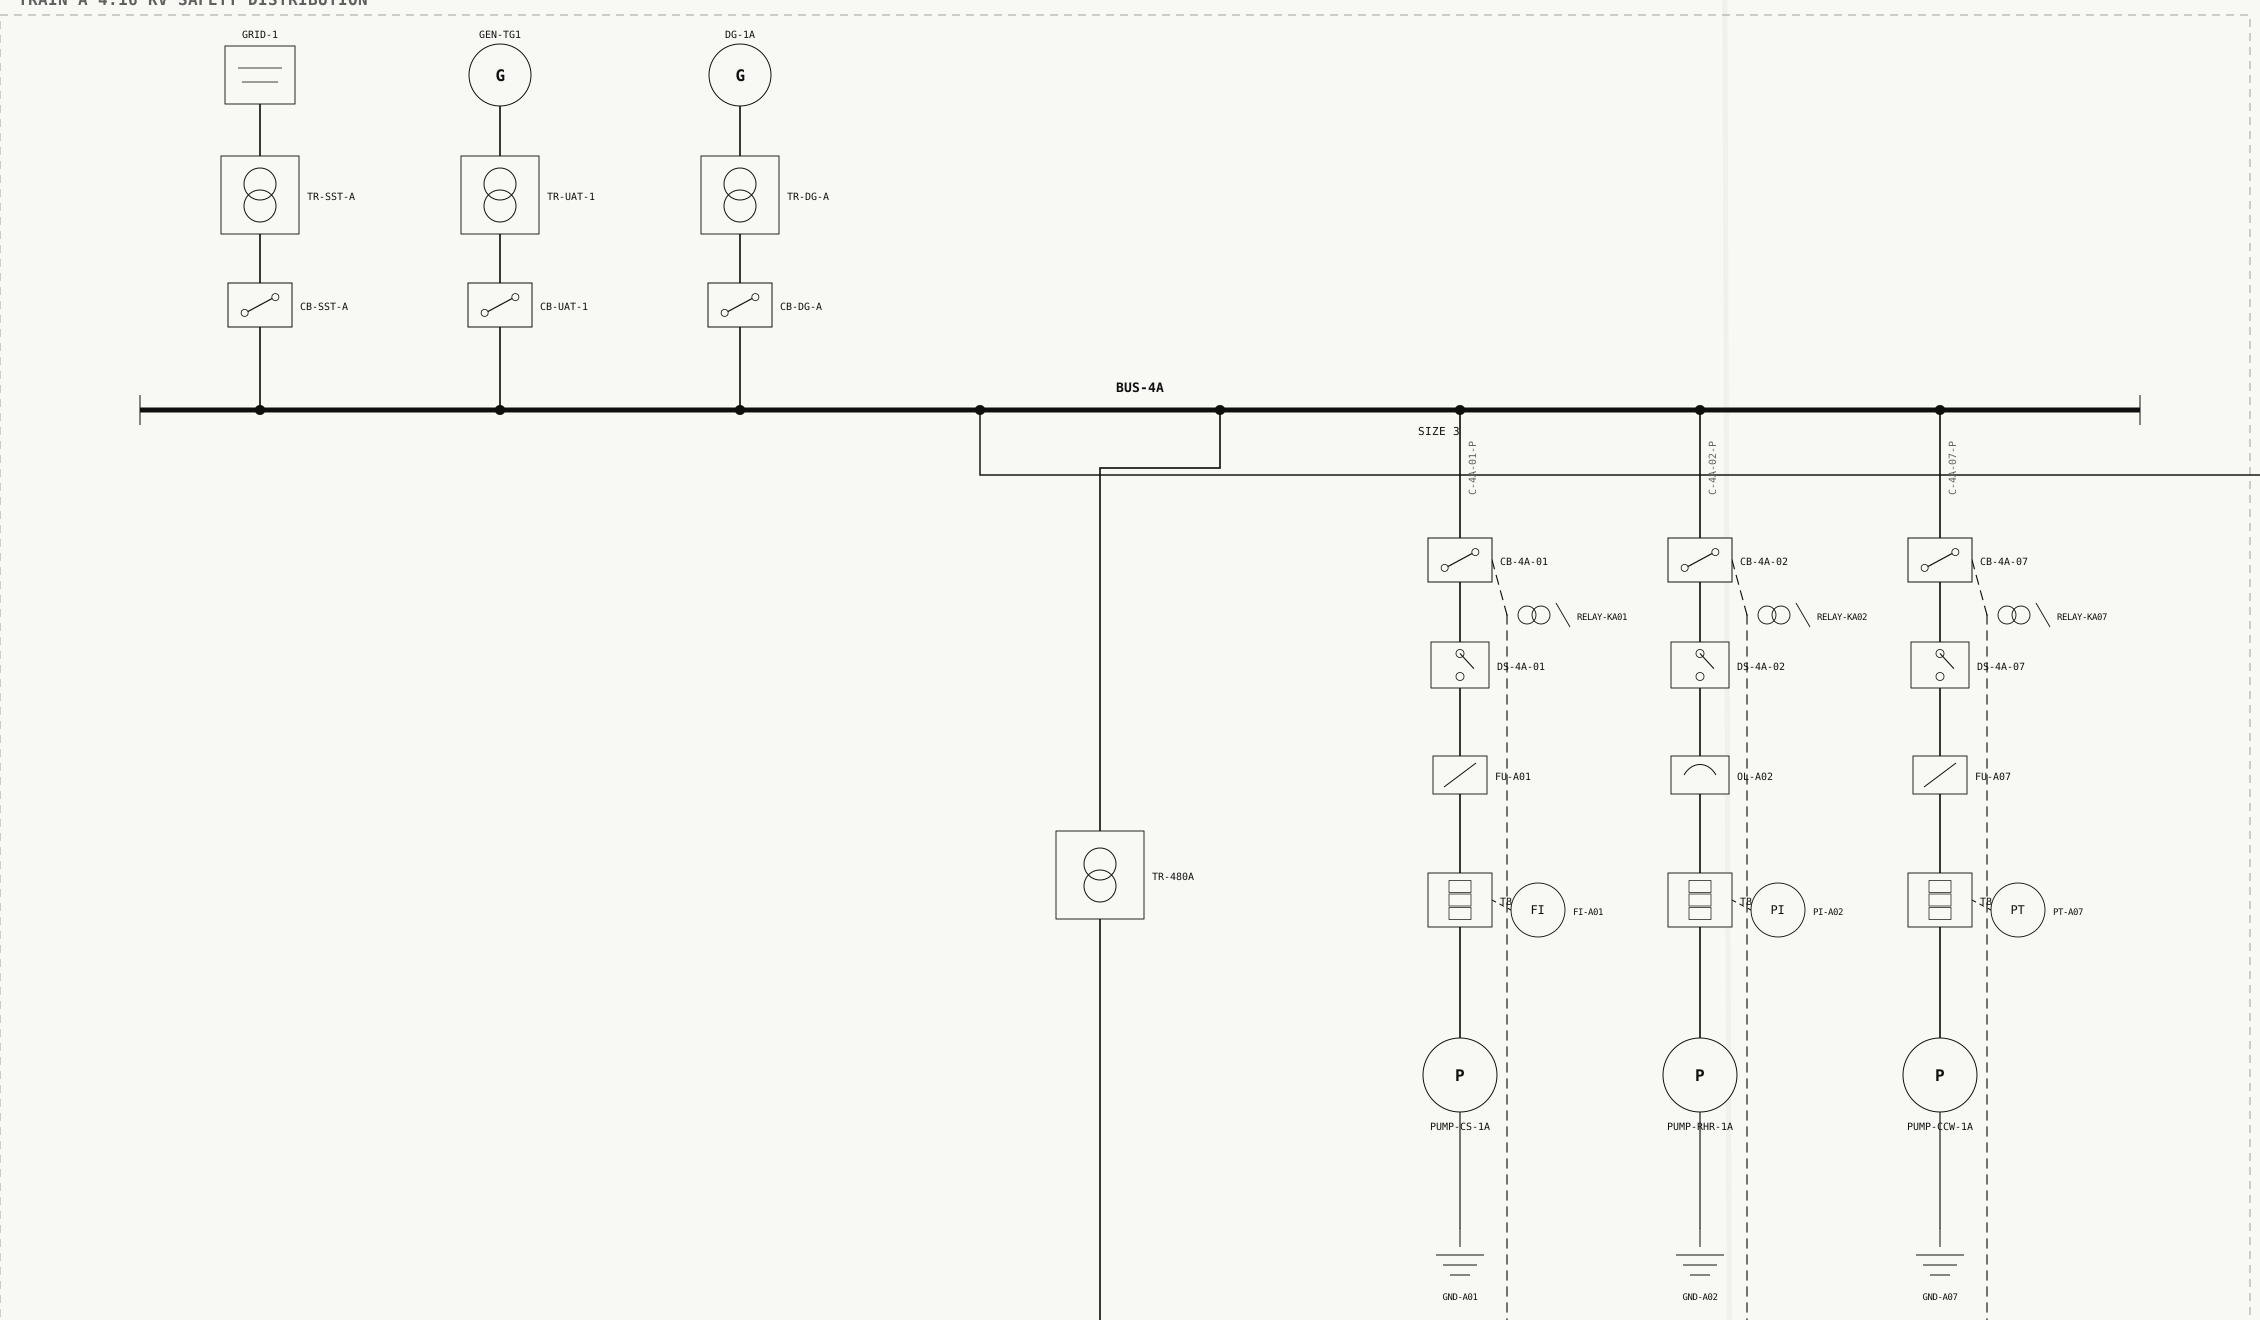 TRAIN A 4.16 KV SAFETY DISTRIBUTION
GRID-1
GEN-TG1
DG-1A
G
G
TR-SST-A
TR-UAT-1
TR-DG-A
CB-SST-A
CB-UAT-1
CB-DG-A
BUS-4A
SIZE 3
C-4A-01-P
C-4A-02-P
C-4A-07-P
CB-4A-01
CB-4A-02
CB-4A-07
RELAY-KA01
RELAY-KA02
RELAY-KA07
DS-4A-01
DS-4A-02
DS-4A-07
FU-A01
OL-A02
FU-A07
TR-480A
FI
FI-A01
PI
PI-A02
PT
PT-A07
P
P
P
PUMP-CS-1A
PUMP-RHR-1A
PUMP-CCW-1A
GND-A01
GND-A02
GND-A07